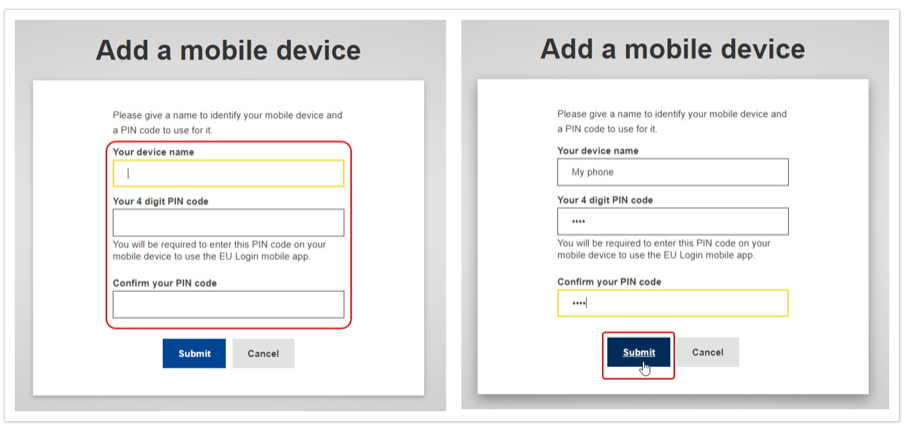 Add a mobile device
Please give a name to identify your mobile device and
a PIN code to use for it.
Your device name
Your 4 digit PIN code
You will be required to enter this PIN code on your
mobile device to use the EU Login mobile app.
Confirm your PIN code
Submit
Cancel
Add a mobile device
Please give a name to identify your mobile device and
a PIN code to use for it.
Your device name
My phone
Your 4 digit PIN code
••••
You will be required to enter this PIN code on your
mobile device to use the EU Login mobile app.
Confirm your PIN code
••••
Submit
Cancel